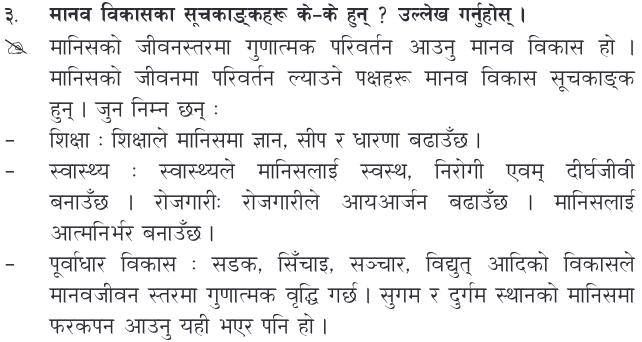 ३. मानव विकासका सूचकाङ्कहरू के-के हुन् ? उल्लेख गर्नुहोस् ।
मानिसको जीवनस्तरमा गुणात्मक परिवर्तन आउनु मानव विकास हो ।
मानिसको जीवनमा परिवर्तन ल्याउने पक्षहरू मानव विकास सूचकाङ्क
हुन् । जुन निम्न छन् :
- शिक्षा : शिक्षाले मानिसमा ज्ञान, सीप र धारणा बढाउँछ ।
- स्वास्थ्य : स्वास्थ्यले मानिसलाई स्वस्थ, निरोगी एवम् दीर्घजीवी
बनाउँछ । रोजगारीः रोजगारीले आयआर्जन बढाउँछ । मानिसलाई
आत्मनिर्भर बनाउँछ ।
- पूर्वाधार विकास : सडक, सिँचाइ, सञ्चार, विद्युत् आदिको विकासले
मानवजीवन स्तरमा गुणात्मक वृद्धि गर्छ । सुगम र दुर्गम स्थानको मानिसमा
फरकपन आउनु यही भएर पनि हो ।